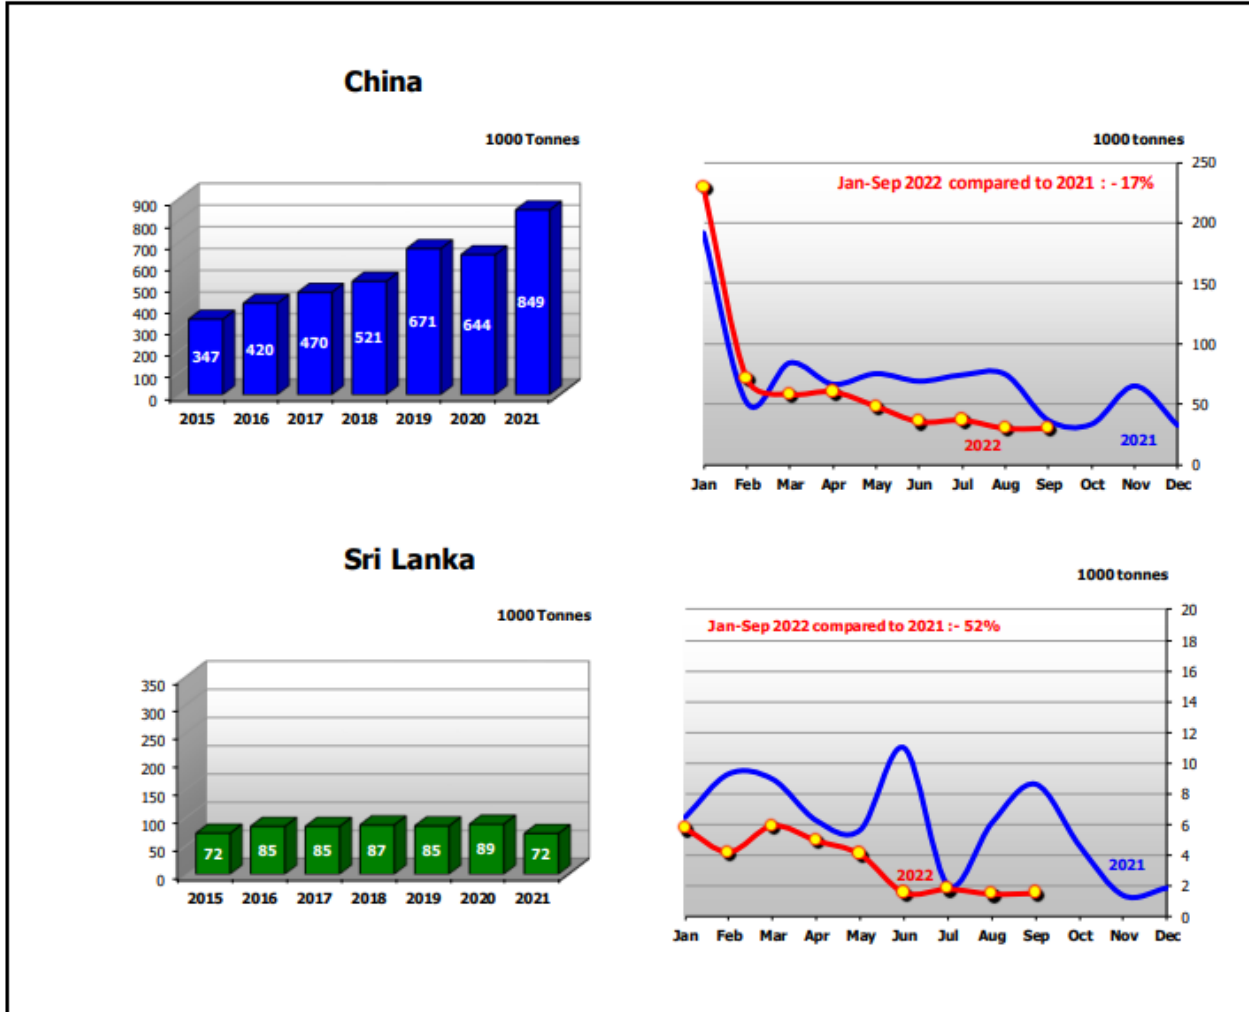 China
1000 Tonnes
900
800
700
600
500
400
300
200
100
0
347
420
470
521
671
644
849
2015
2016
2017
2018
2019
2020
2021
1000 tonnes
Jan-Sep 2022 compared to 2021 : - 17%
250
200
150
100
50
0
2022
2021
Jan
Feb
Mar
Apr
May
Jun
Jul
Aug
Sep
Oct
Nov
Dec
Sri Lanka
1000 Tonnes
350
300
250
200
150
100
50
0
72
85
85
87
85
89
72
2015
2016
2017
2018
2019
2020
2021
1000 tonnes
Jan-Sep 2022 compared to 2021 :- 52%
20
18
16
14
12
10
8
6
4
2
0
2022
2021
Jan
Feb
Mar
Apr
May
Jun
Jul
Aug
Sep
Oct
Nov
Dec